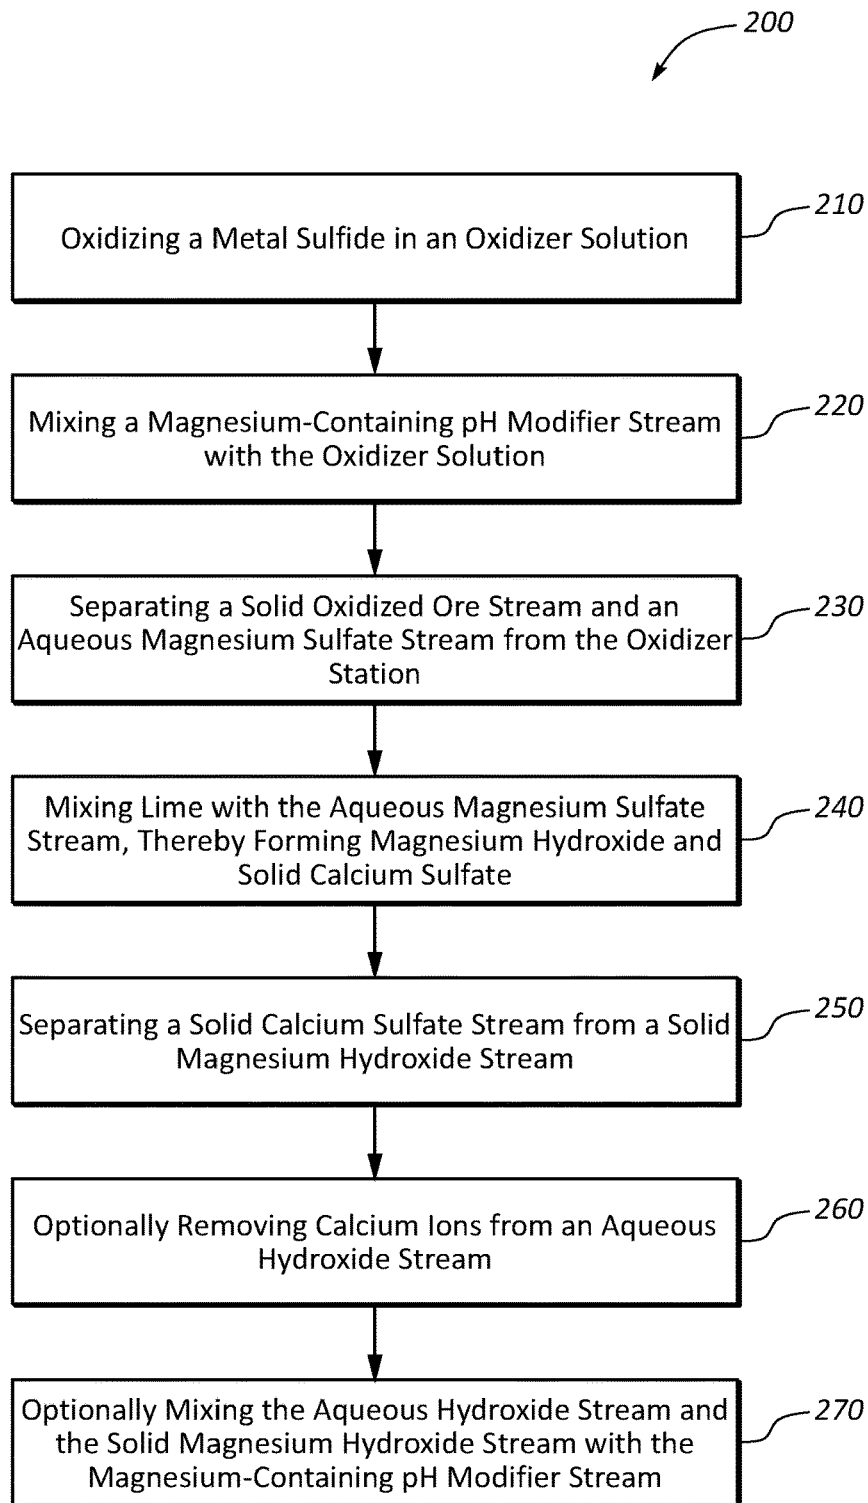 200
Oxidizing a Metal Sulfide in an Oxidizer Solution
210
Mixing a Magnesium-Containing pH Modifier Stream
with the Oxidizer Solution
220
Separating a Solid Oxidized Ore Stream and an
Aqueous Magnesium Sulfate Stream from the Oxidizer
Station
230
Mixing Lime with the Aqueous Magnesium Sulfate
Stream, Thereby Forming Magnesium Hydroxide and
Solid Calcium Sulfate
240
Separating a Solid Calcium Sulfate Stream from a Solid
Magnesium Hydroxide Stream
250
Optionally Removing Calcium Ions from an Aqueous
Hydroxide Stream
260
Optionally Mixing the Aqueous Hydroxide Stream and
the Solid Magnesium Hydroxide Stream with the
Magnesium-Containing pH Modifier Stream
270